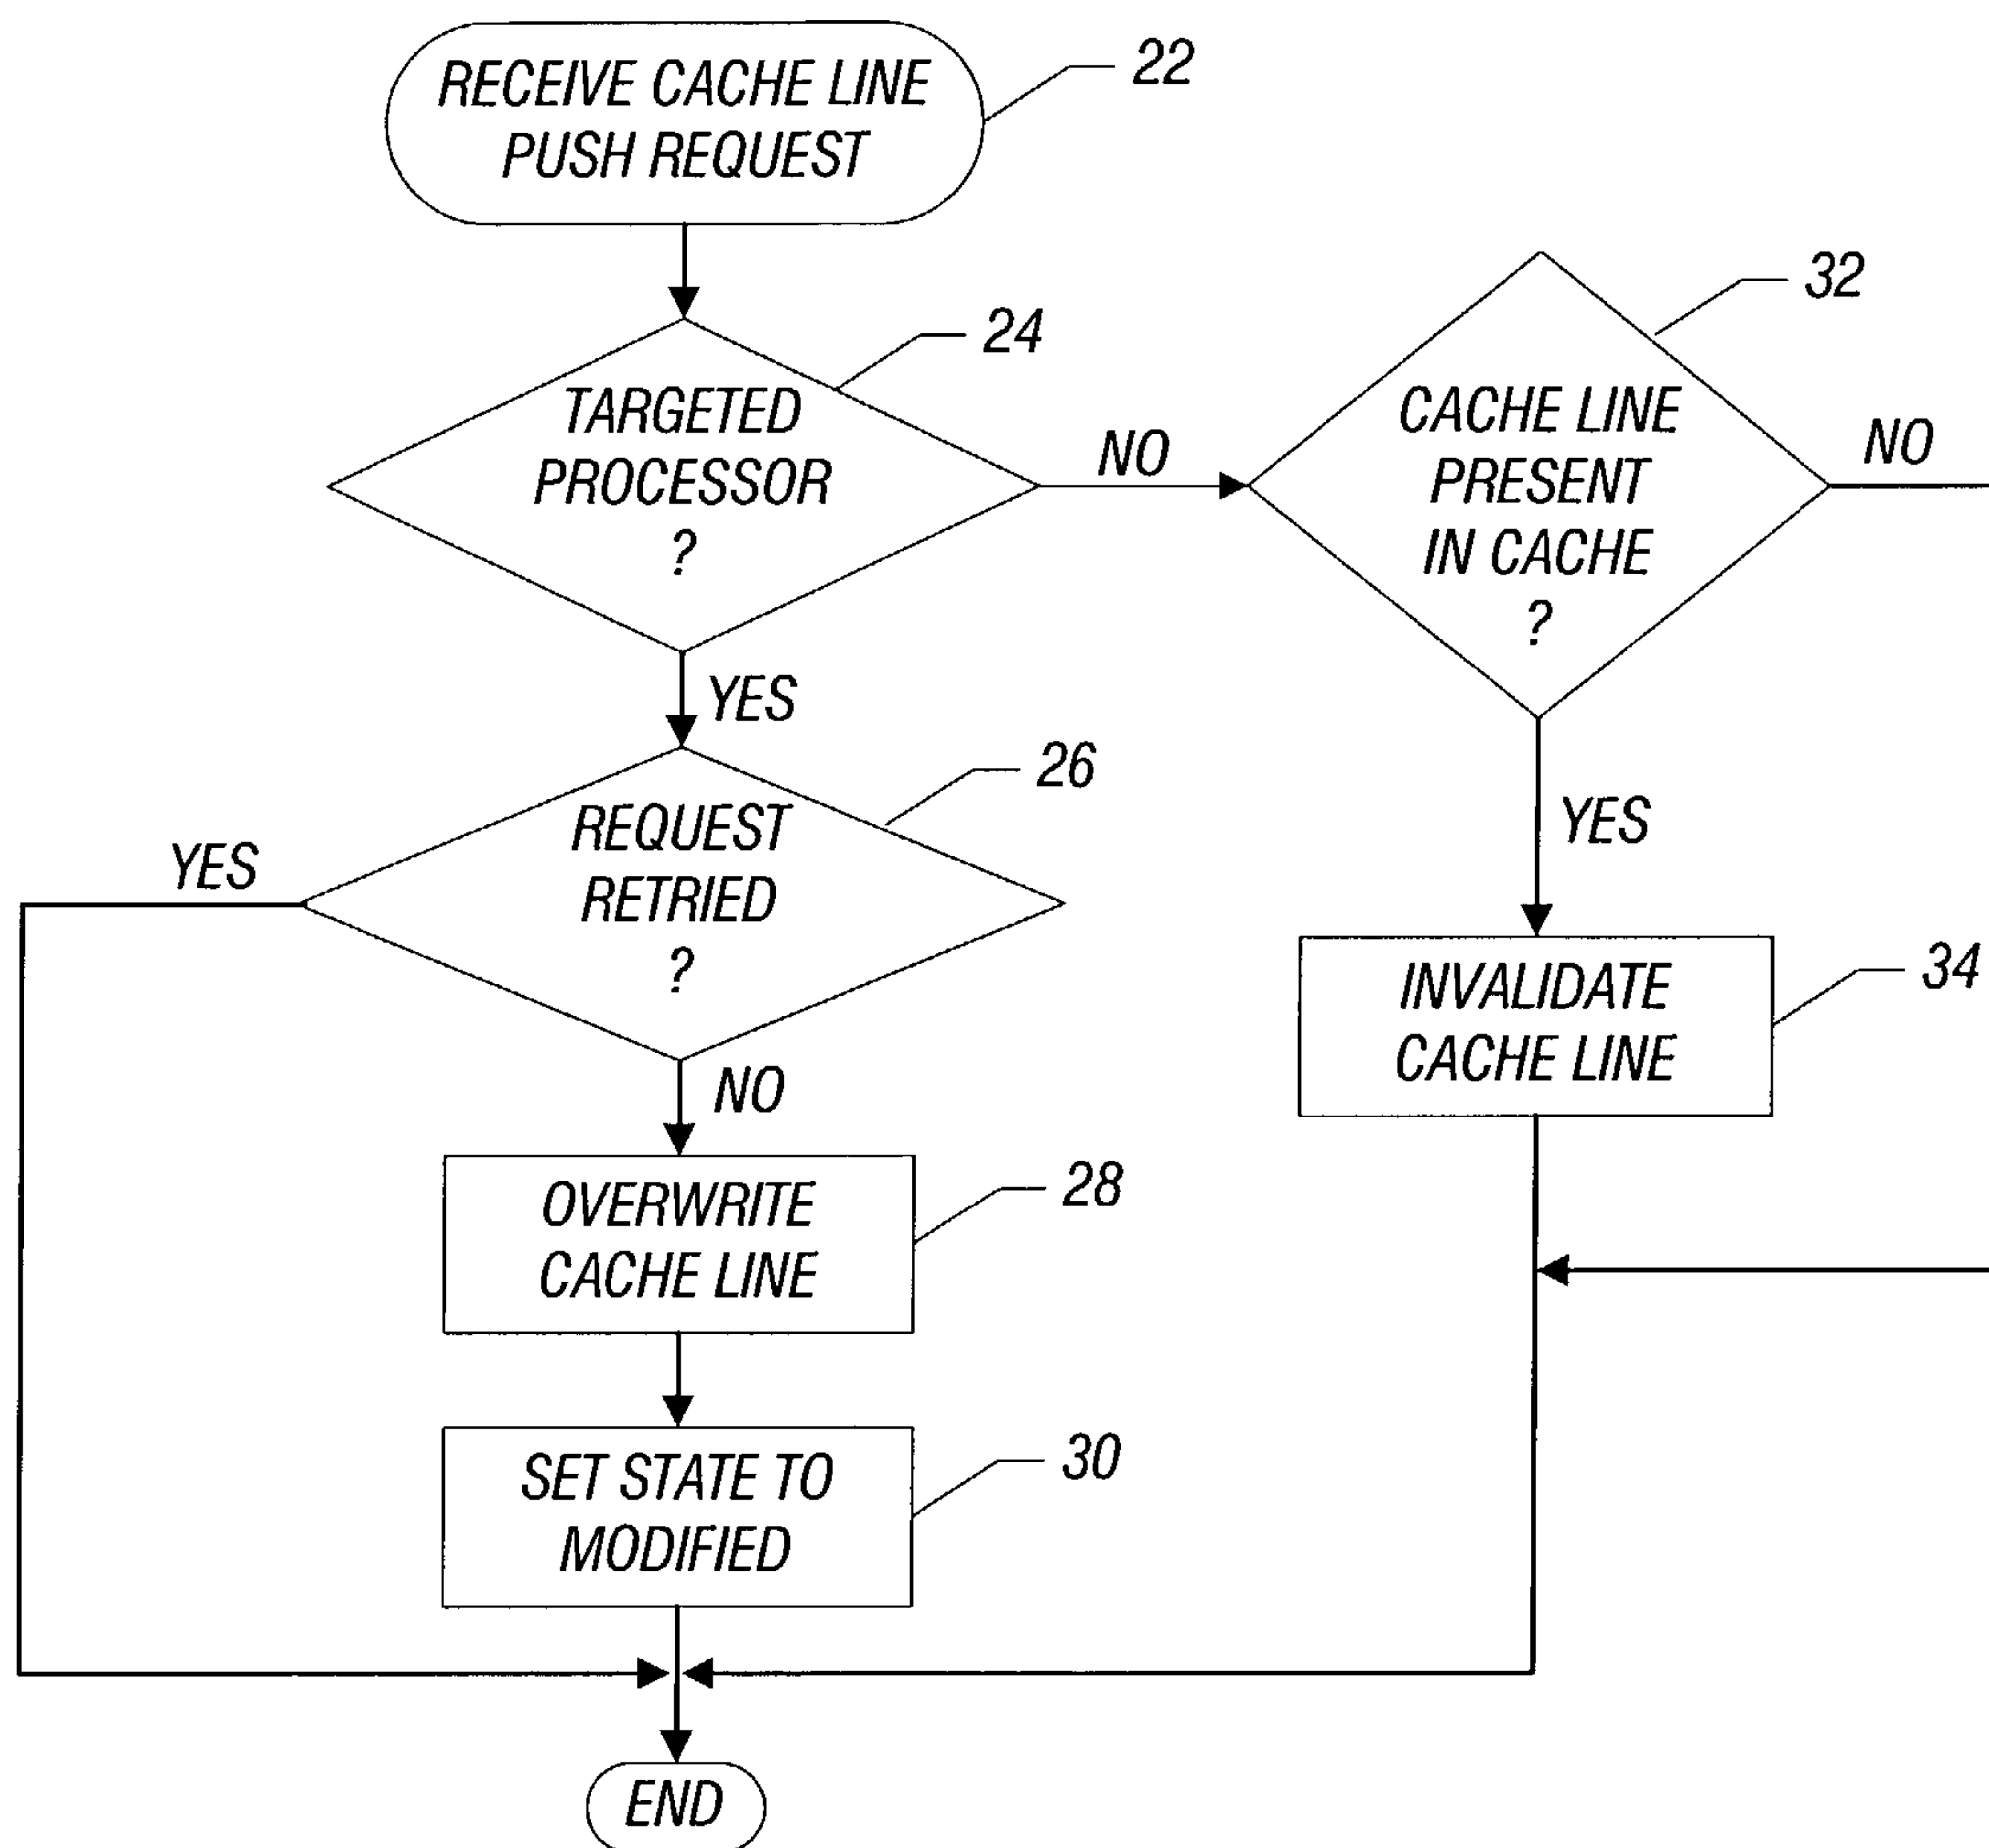 RECEIVE CACHE LINE
PUSH REQUEST
22
TARGETED
PROCESSOR
?
24
NO
YES
CACHE LINE
PRESENT
IN CACHE
?
32
NO
YES
REQUEST
RETRIED
?
26
YES
NO
INVALIDATE
CACHE LINE
34
OVERWRITE
CACHE LINE
28
SET STATE TO
MODIFIED
30
END